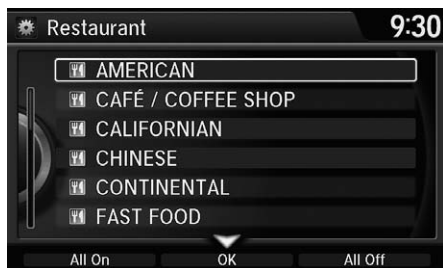 Restaurant 9:30
AMERICAN
CAFÉ / COFFEE SHOP
CALIFORNIAN
CHINESE
CONTINENTAL
FAST FOOD
All On OK All Off